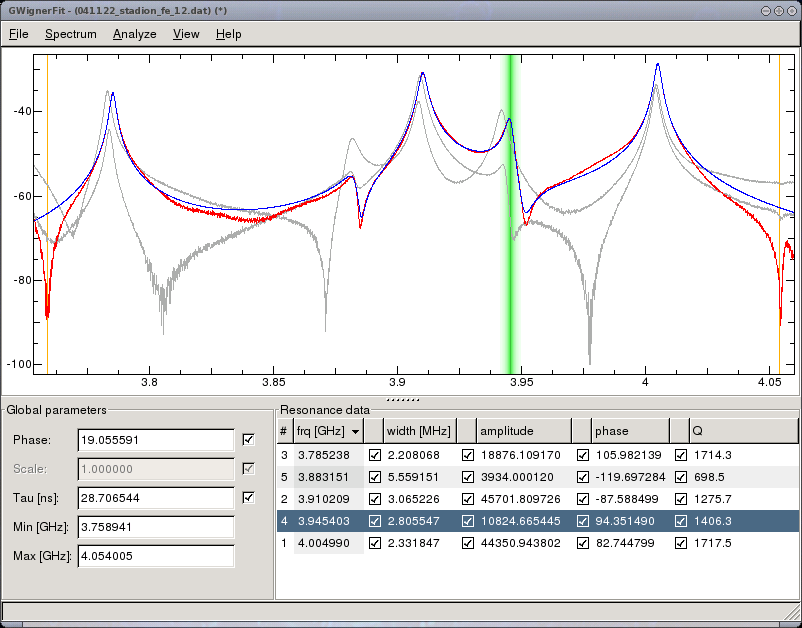 GWignerFit - (041122_stadion_fe_12.dat) (*)
File Spectrum Analyze View Help
-40
-60
-80
-100
3.8 3.85 3.9 3.95 4 4.05
Global parameters
Phase: 19.055591
Scale: 1.000000
Tau [ns]: 28.706544
Min [GHz]: 3.758941
Max [GHz]: 4.054005
Resonance data
# frq [GHz] width [MHz] amplitude phase Q
3 3.785238 2.208068 18876.109170 105.982139 1714.3
5 3.883151 5.559151 3934.000120 -119.697284 698.5
2 3.910209 3.065226 45701.809726 -87.588499 1275.7
4 3.945403 2.805547 10824.665445 94.351490 1406.3
1 4.004990 2.331847 44350.943802 82.744799 1717.5